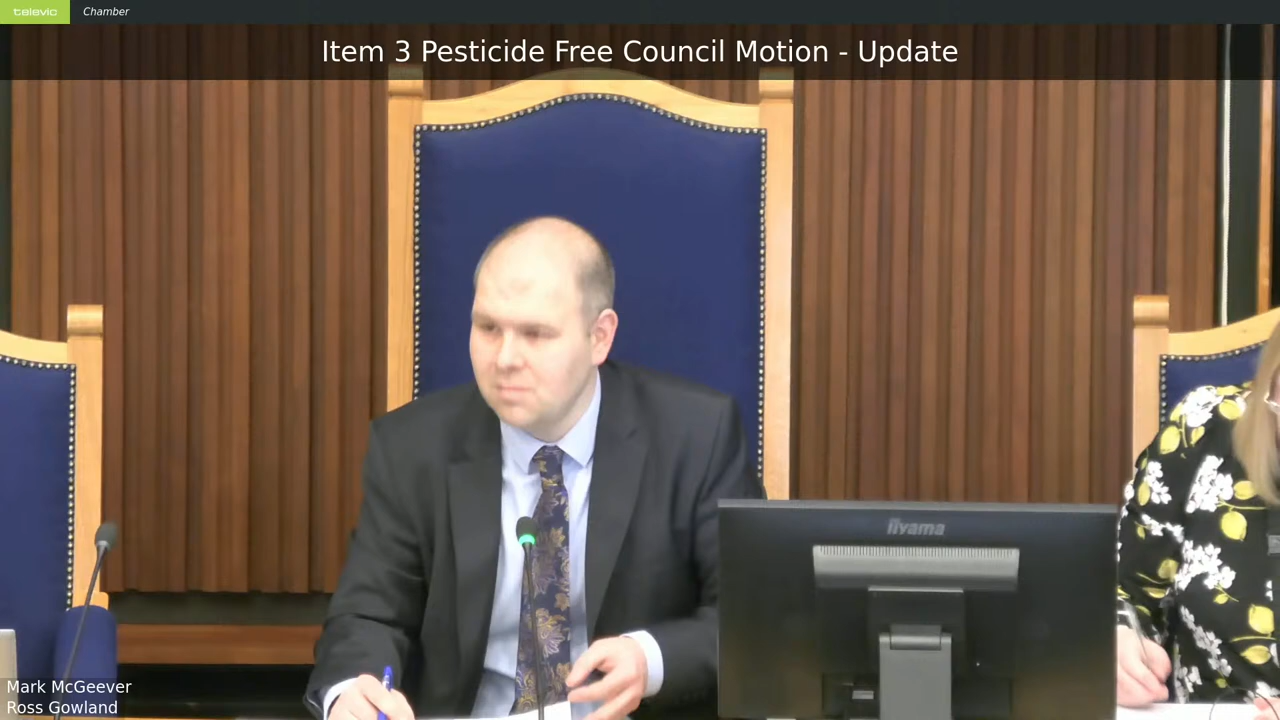 televic
Chamber
Item 3 Pesticide Free Council Motion - Update
iiyama
Mark McGeever
Ross Gowland